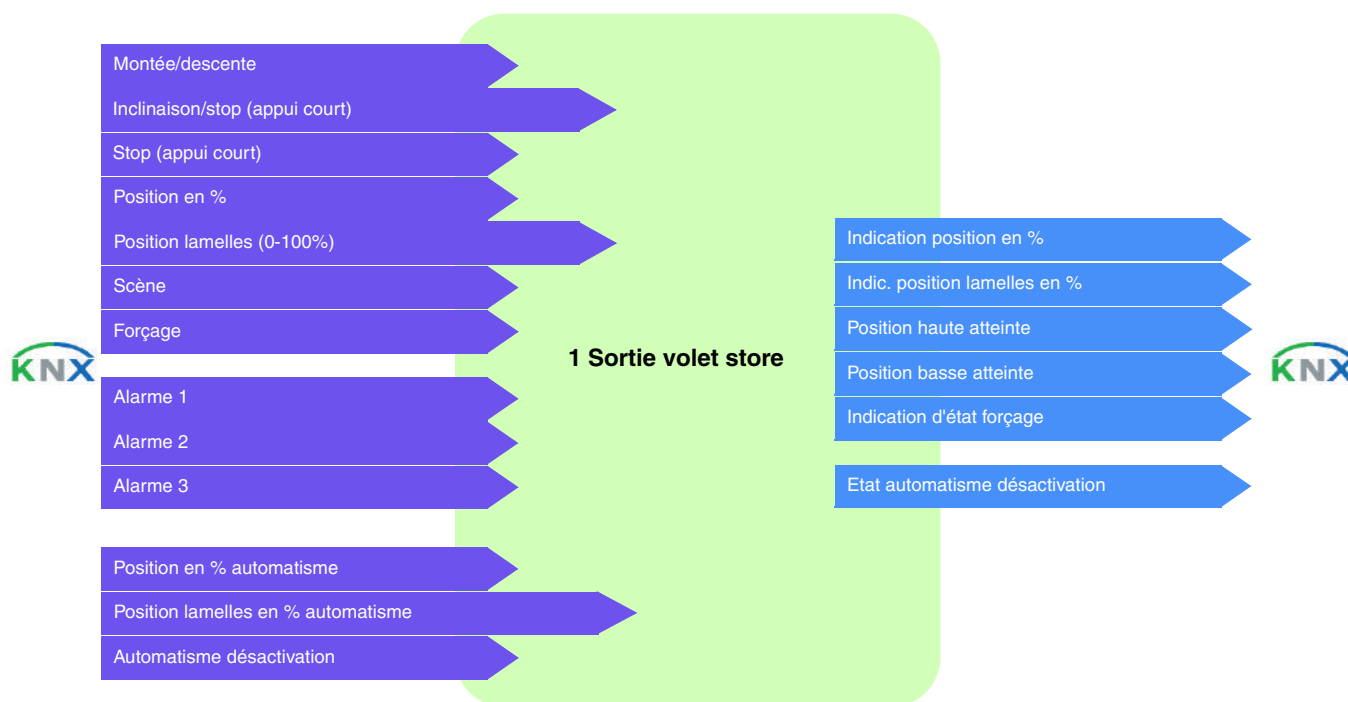 Montée/descente
Inclinaison/stop (appui court)
Stop (appui court)
Position en %
Position lamelles (0-100%)
Scène
Forçage
KNX
Alarme 1
Alarme 2
Alarme 3
Position en % automatisme
Position lamelles en % automatisme
Automatisme désactivation
1 Sortie volet store
Indication position en %
Indic. position lamelles en %
Position haute atteinte
Position basse atteinte
Indication d'état forçage
Etat automatisme désactivation
KNX